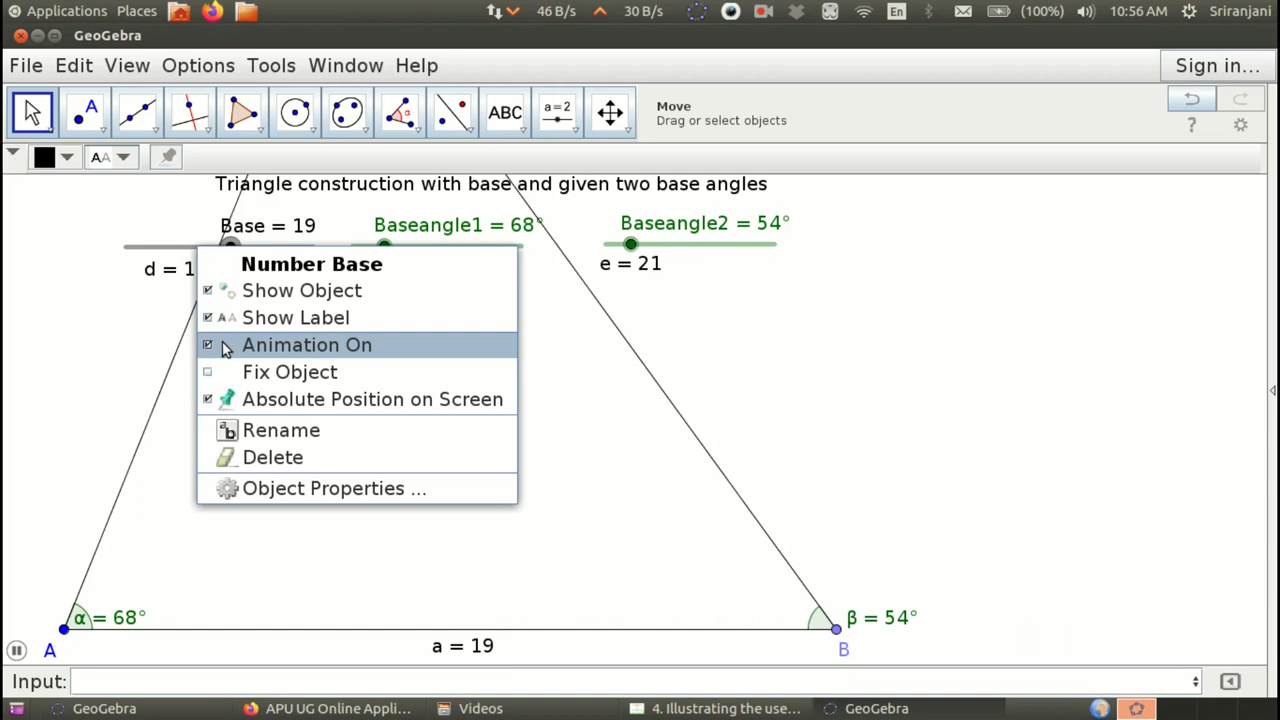 Applications Places 46 B/s 30 B/s En (100%) 10:56 AM Sriranjani
GeoGebra
File Edit View Options Tools Window Help Sign in...
A ABC a=2
Move
Drag or select objects
AA
Triangle construction with base and given two base angles
Base = 19 Baseangle1 = 68° Baseangle2 = 54°
d = 1 e = 21
Number Base
Show Object
AA Show Label
Animation On
Fix Object
Absolute Position on Screen
ab Rename
Delete
Object Properties ...
α = 68° β = 54°
A a = 19 B
Input:
GeoGebra APU UG Online Appli... Videos 4. Illustrating the use... GeoGebra